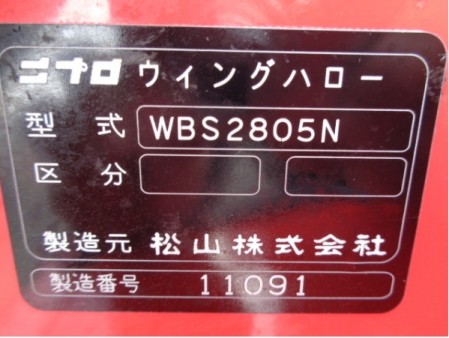 ニプロ ウィングハロー
型式 WBS2805N
区分
製造元 松山株式会社
製造番号 11091